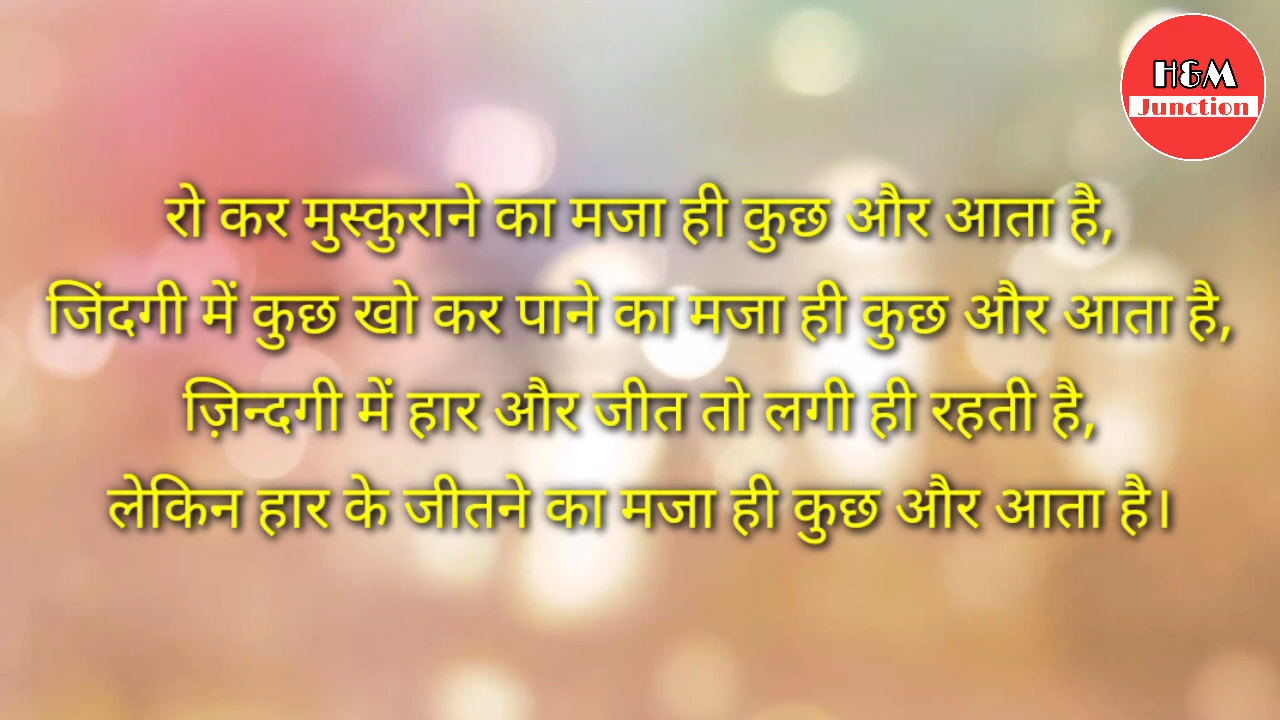 H&M
Junction
रो कर मुस्कुराने का मजा ही कुछ और आता है,
जिंदगी में कुछ खो कर पाने का मजा ही कुछ और आता है,
ज़िन्दगी में हार और जीत तो लगी ही रहती है,
लेकिन हार के जीतने का मजा ही कुछ और आता है।